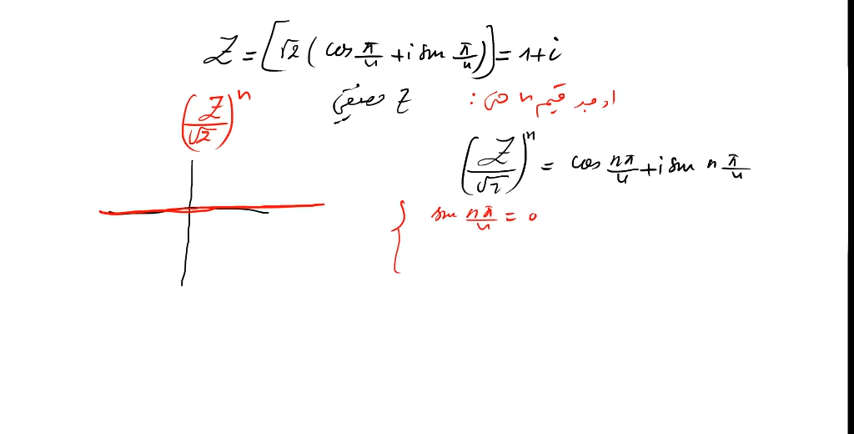 Z = [√2 (cos π/4 + i sin π/4)] = 1+i
اوجد قيم n حتى : Z حقيقي
(Z/√2)^n
(Z/√2)^n = cos nπ/4 + i sin n π/4
{ sin nπ/4 = 0